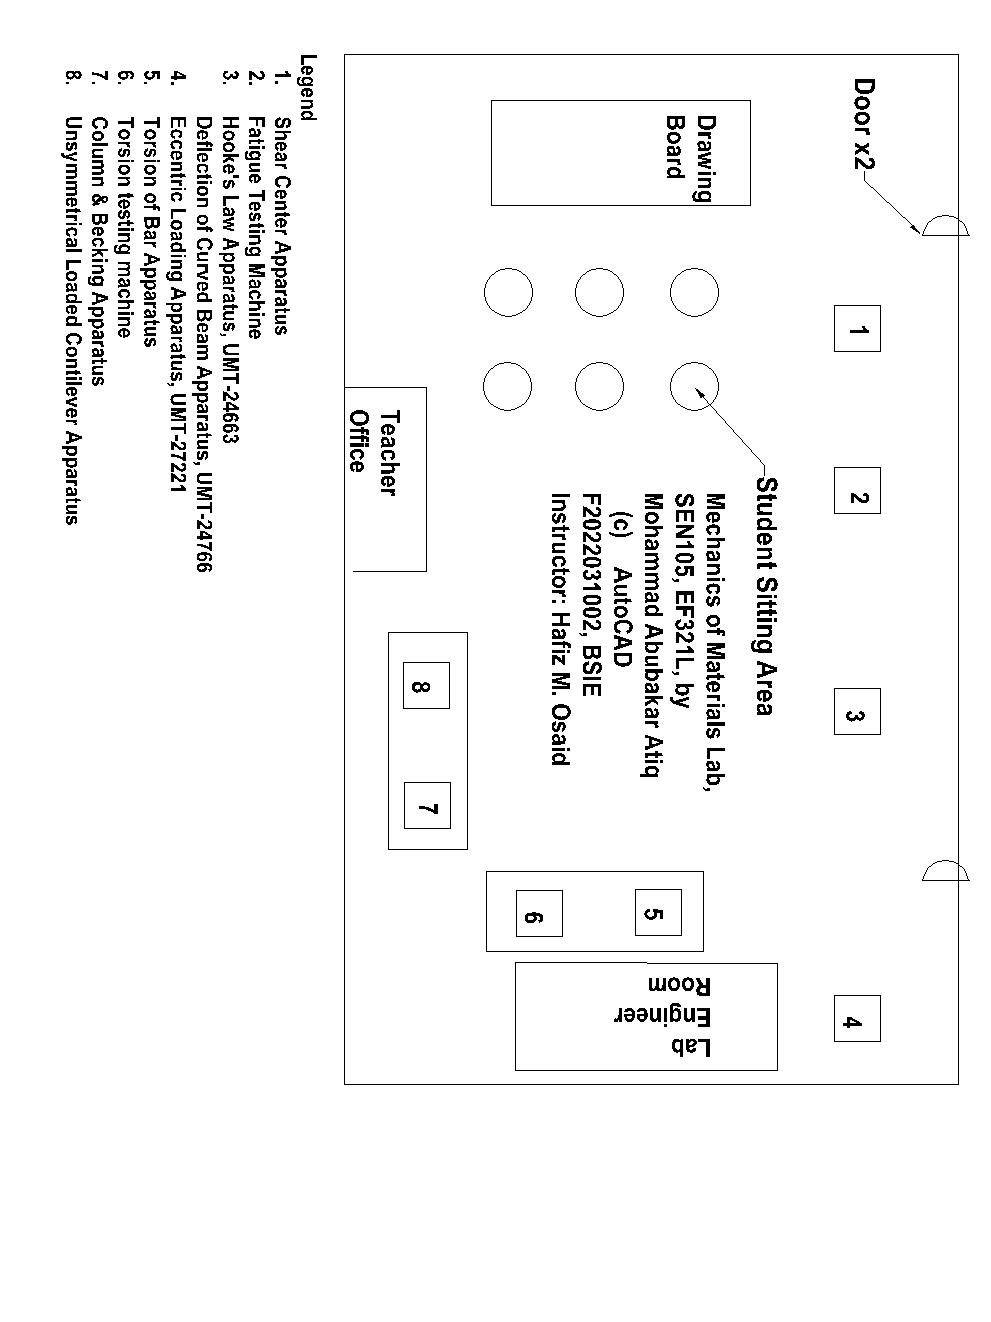 Door x2
Drawing
Board
1
2
3
4
Student Sitting Area
Mechanics of Materials Lab,
SEN105, EF321L, by
Mohammad Abubakar Atiq
(c) AutoCAD
F2022031002, BSIE
Instructor: Hafiz M. Osaid
Teacher
Office
8
7
5
6
Lab
Engineer
Room
Legend
1. Shear Center Apparatus
2. Fatigue Testing Machine
3. Hooke's Law Apparatus, UMT-24663
Deflection of Curved Beam Apparatus, UMT-24766
4. Eccentric Loading Apparatus, UMT-27221
5. Torsion of Bar Apparatus
6. Torsion testing machine
7. Column & Becking Apparatus
8. Unsymmetrical Loaded Contilever Apparatus